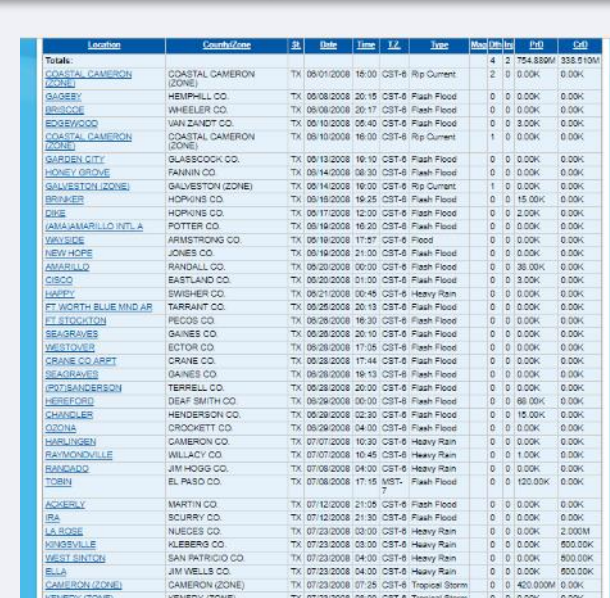 Location County/Zone St. Date Time T.Z. Type Mag Dth Inj PrD CrD
Totals: 4 2 754.889M 338.510M
COASTAL CAMERON (ZONE) COASTAL CAMERON (ZONE) TX 06/01/2008 15:00 CST-6 Rip Current 2 0 0.00K 0.00K
GAGEBY HEMPHILL CO. TX 06/08/2008 20:15 CST-6 Flash Flood 0 0 0.00K 0.00K
BRISCOE WHEELER CO. TX 06/08/2008 20:17 CST-6 Flash Flood 0 0 0.00K 0.00K
EDGEWOOD VAN ZANDT CO. TX 06/10/2008 05:40 CST-6 Flash Flood 0 0 3.00K 0.00K
COASTAL CAMERON (ZONE) COASTAL CAMERON (ZONE) TX 06/10/2008 16:00 CST-6 Rip Current 1 0 0.00K 0.00K
GARDEN CITY GLASSCOCK CO. TX 06/13/2008 19:10 CST-6 Flash Flood 0 0 0.00K 0.00K
HONEY GROVE FANNIN CO. TX 06/14/2008 08:30 CST-6 Flash Flood 0 0 0.00K 0.00K
GALVESTON (ZONE) GALVESTON (ZONE) TX 06/14/2008 19:00 CST-6 Rip Current 1 0 0.00K 0.00K
BRINKER HOPKINS CO. TX 06/16/2008 19:25 CST-6 Flash Flood 0 0 15.00K 0.00K
DIKE HOPKINS CO. TX 06/17/2008 12:00 CST-6 Flash Flood 0 0 2.00K 0.00K
(AMA)AMARILLO INTL A POTTER CO. TX 06/19/2008 16:20 CST-6 Flash Flood 0 0 0.00K 0.00K
WAYSIDE ARMSTRONG CO. TX 06/19/2008 17:57 CST-6 Flood 0 0 0.00K 0.00K
NEW HOPE JONES CO. TX 06/19/2008 21:00 CST-6 Flash Flood 0 0 0.00K 0.00K
AMARILLO RANDALL CO. TX 06/20/2008 00:00 CST-6 Flash Flood 0 0 38.00K 0.00K
CISCO EASTLAND CO. TX 06/20/2008 01:00 CST-6 Flash Flood 0 0 3.00K 0.00K
HAPPY SWISHER CO. TX 06/21/2008 00:45 CST-6 Heavy Rain 0 0 0.00K 0.00K
FT WORTH BLUE MND AR TARRANT CO. TX 06/25/2008 20:13 CST-6 Flash Flood 0 0 0.00K 0.00K
FT STOCKTON PECOS CO. TX 06/26/2008 16:30 CST-6 Flash Flood 0 0 0.00K 0.00K
SEAGRAVES GAINES CO. TX 06/26/2008 20:10 CST-6 Flash Flood 0 0 0.00K 0.00K
WESTOVER ECTOR CO. TX 06/28/2008 17:05 CST-6 Flash Flood 0 0 0.00K 0.00K
CRANE CO ARPT CRANE CO. TX 06/28/2008 17:44 CST-6 Flash Flood 0 0 0.00K 0.00K
SEAGRAVES GAINES CO. TX 06/28/2008 19:13 CST-6 Flash Flood 0 0 0.00K 0.00K
(P07)SANDERSON TERRELL CO. TX 06/28/2008 20:00 CST-6 Flash Flood 0 0 0.00K 0.00K
HEREFORD DEAF SMITH CO. TX 06/29/2008 00:00 CST-6 Flash Flood 0 0 68.00K 0.00K
CHANDLER HENDERSON CO. TX 06/29/2008 02:30 CST-6 Flash Flood 0 0 15.00K 0.00K
OZONA CROCKETT CO. TX 06/29/2008 04:00 CST-6 Flash Flood 0 0 0.00K 0.00K
HARLINGEN CAMERON CO. TX 07/07/2008 10:30 CST-6 Heavy Rain 0 0 0.00K 0.00K
RAYMONDVILLE WILLACY CO. TX 07/07/2008 10:45 CST-6 Heavy Rain 0 0 1.00K 0.00K
RANDADO JIM HOGG CO. TX 07/08/2008 04:00 CST-6 Heavy Rain 0 0 0.00K 0.00K
TOBIN EL PASO CO. TX 07/08/2008 17:15 MST-7 Flash Flood 0 0 120.00K 0.00K
ACKERLY MARTIN CO. TX 07/12/2008 21:05 CST-6 Flash Flood 0 0 0.00K 0.00K
IRA SCURRY CO. TX 07/12/2008 21:30 CST-6 Flash Flood 0 0 0.00K 0.00K
LA ROSE NUECES CO. TX 07/23/2008 03:00 CST-6 Heavy Rain 0 0 0.00K 2.000M
KINGSVILLE KLEBERG CO. TX 07/23/2008 03:00 CST-6 Heavy Rain 0 0 0.00K 500.00K
WEST SINTON SAN PATRICIO CO. TX 07/23/2008 04:00 CST-6 Heavy Rain 0 0 0.00K 500.00K
ELLA JIM WELLS CO. TX 07/23/2008 04:00 CST-6 Heavy Rain 0 0 0.00K 500.00K
CAMERON (ZONE) CAMERON (ZONE) TX 07/23/2008 07:25 CST-6 Tropical Storm 0 0 420.000M 0.00K